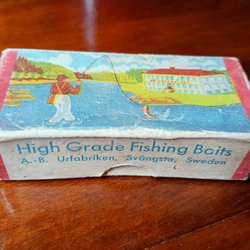 High Grade Fishing Baits
A.-B. Urfabriken, Svängsta, Sweden